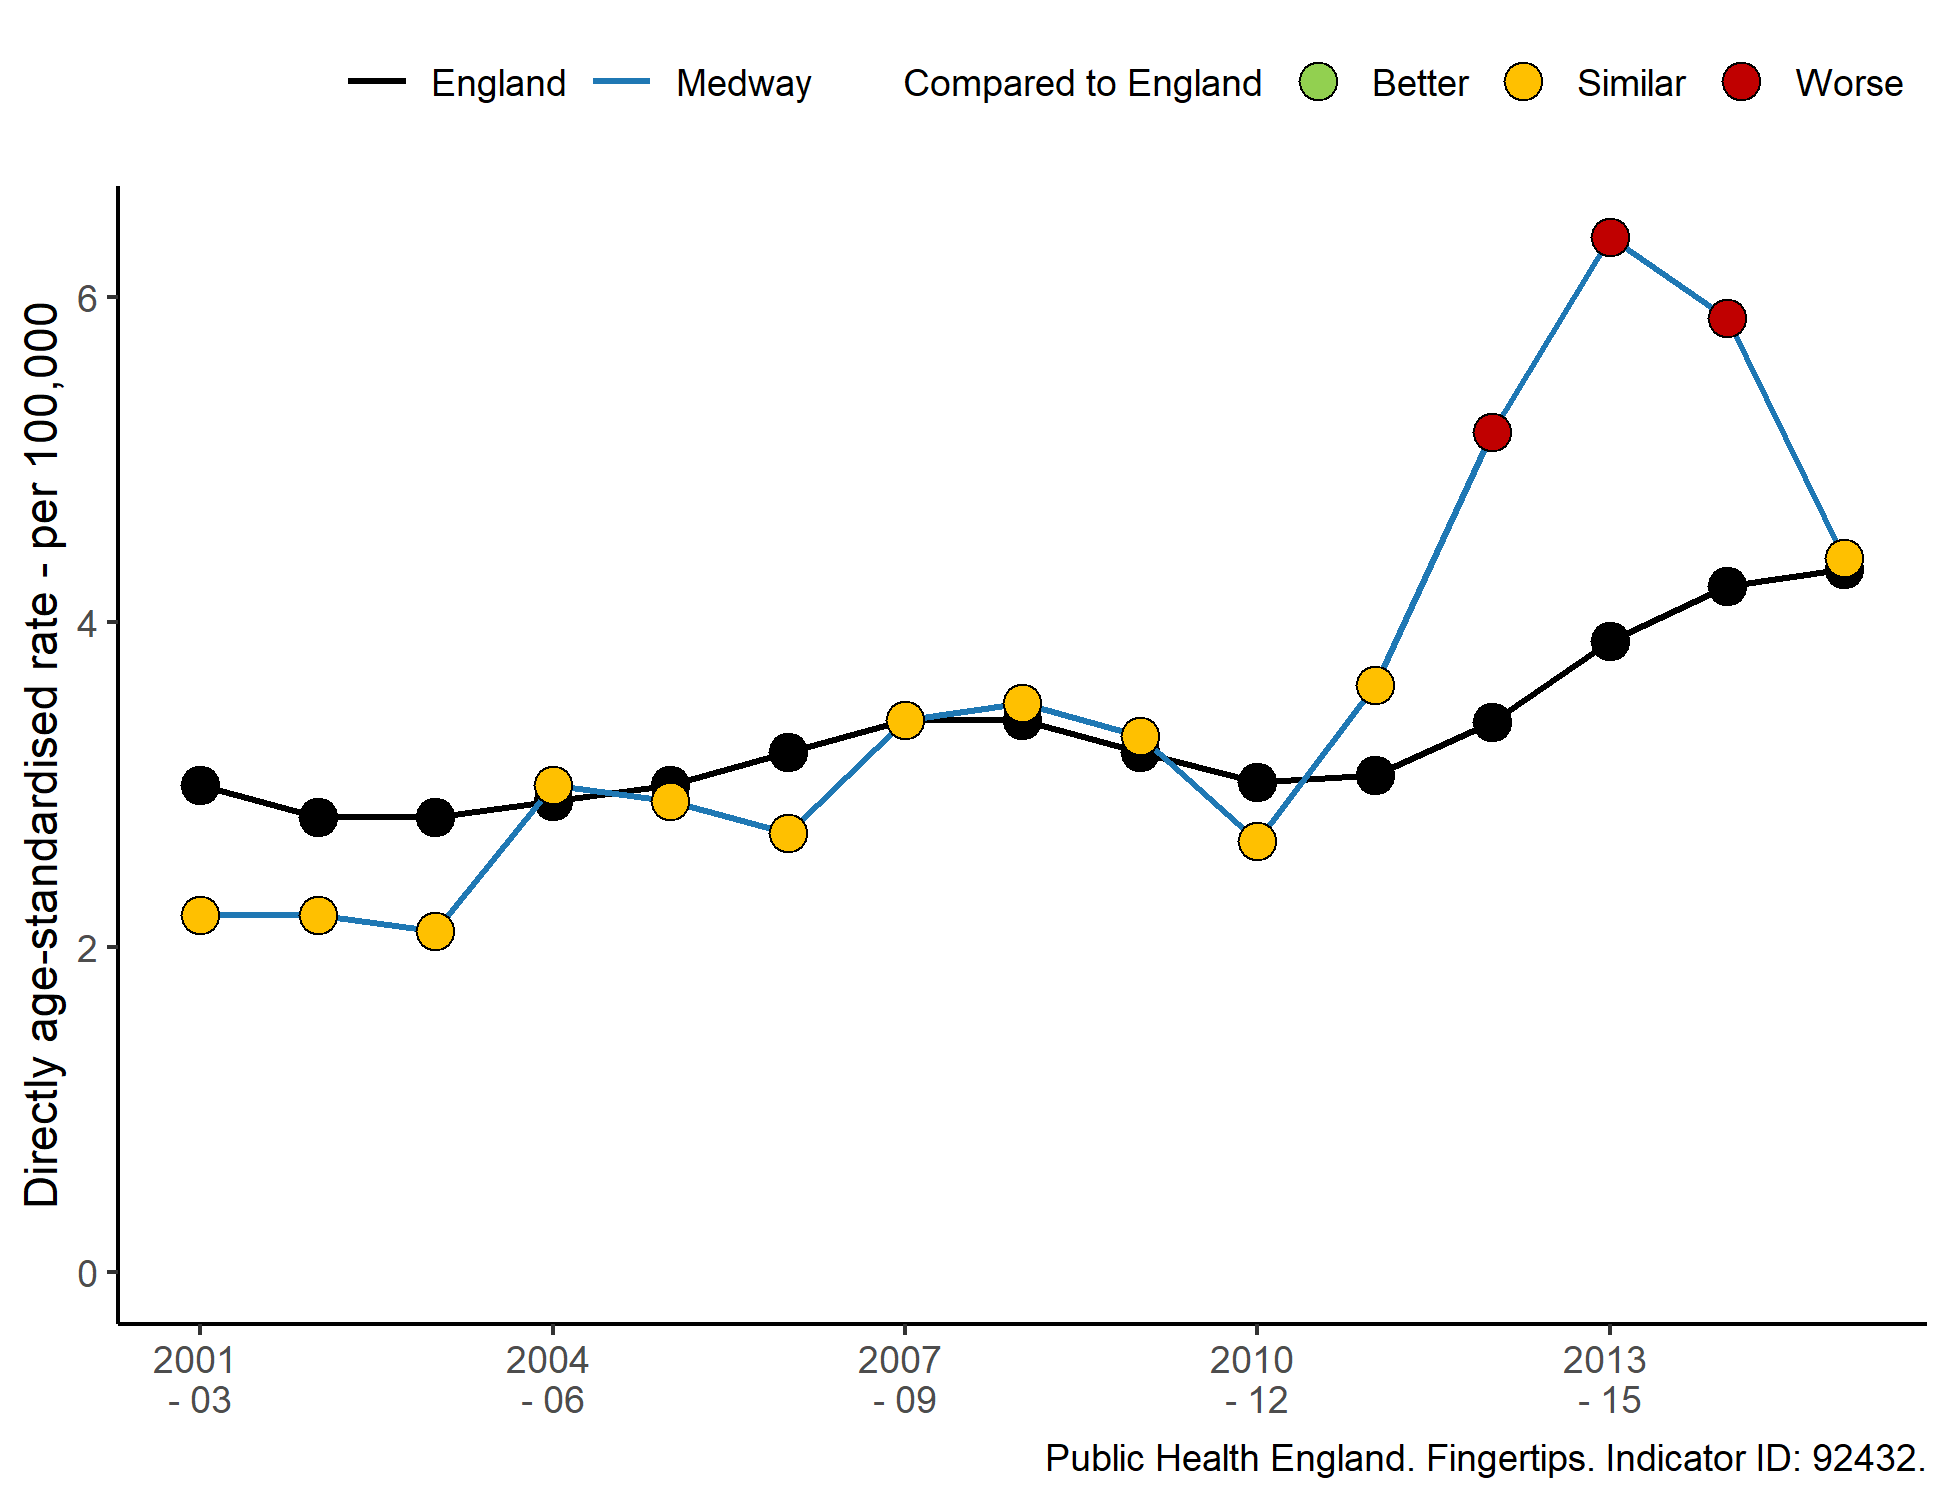 England Medway Compared to England Better Similar Worse
Directly age-standardised rate - per 100,000
6
4
2
0
2001 2004 2007 2010 2013
- 03 - 06 - 09 - 12 - 15
Public Health England. Fingertips. Indicator ID: 92432.